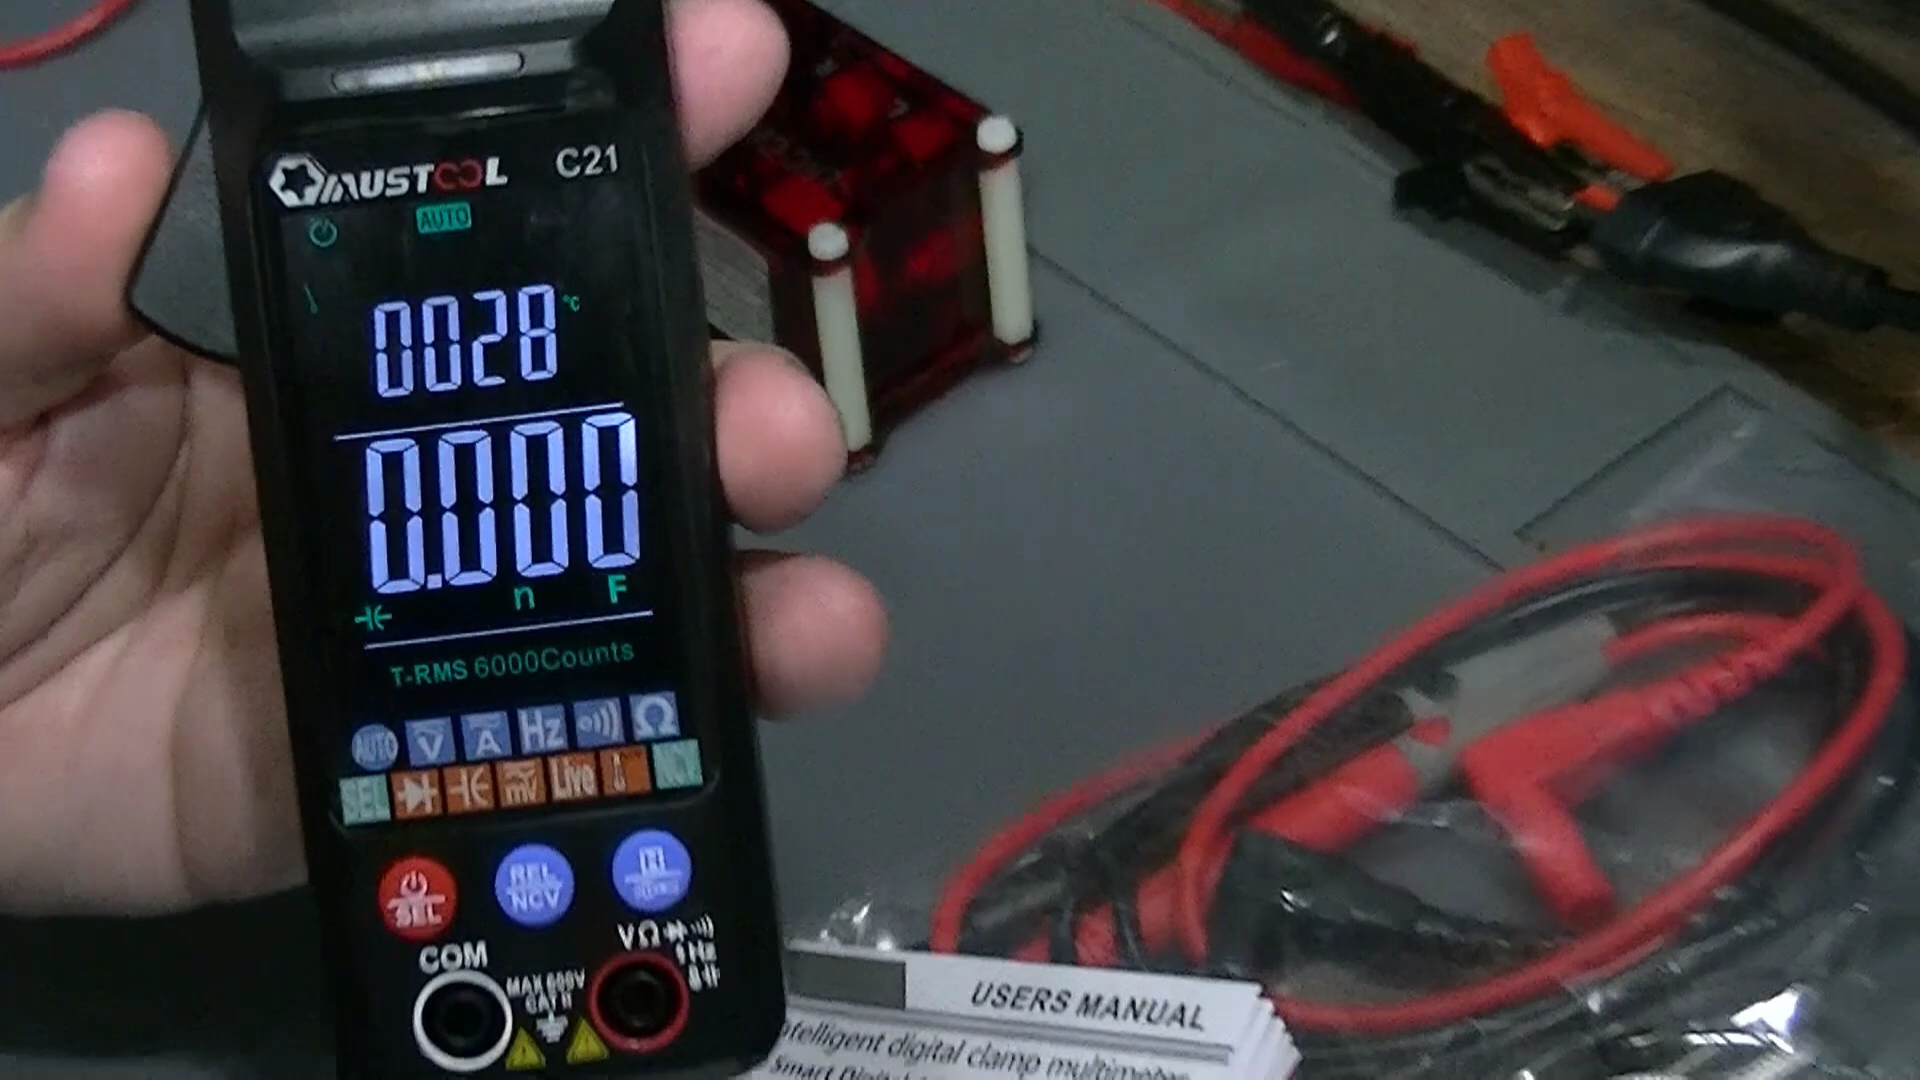 MUSTOOL C21
AUTO
0028 °C
0.000
n F
T-RMS 6000Counts
AUTO V A Hz Ω
SEL mV Live
SEL
REL
NCV
COM
VΩ
Hz
MAX 600V
CAT II
USERS MANUAL
intelligent digital clamp multimeter
Smart